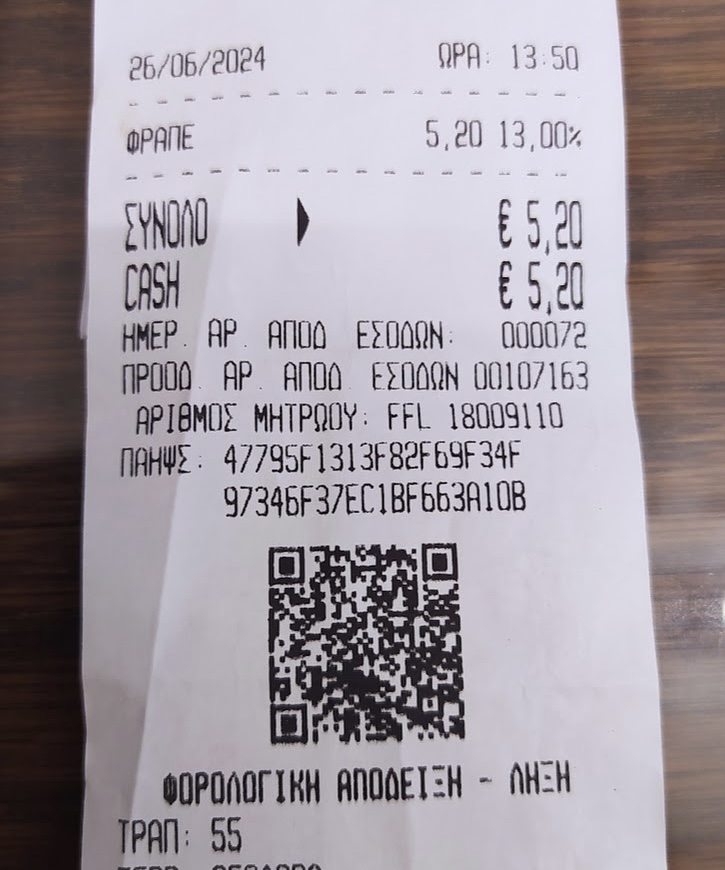 26/06/2024 ΩΡΑ: 13:50
ΦΡΑΠΕ 5,20 13,00%
ΣΥΝΟΛΟ € 5,20
CASH € 5,20
ΗΜΕΡ. ΑΡ. ΑΠΟΔ ΕΣΟΔΩΝ: 000072
ΠΡΟΟΔ. ΑΡ. ΑΠΟΔ ΕΣΟΔΩΝ 00107163
ΑΡΙΘΜΟΣ ΜΗΤΡΩΟΥ: FFL 18009110
ΠΑΗΨΣ: 47795F1313F82F69F34F
97346F37EC1BF663A10B
ΦΟΡΟΛΟΓΙΚΗ ΑΠΟΔΕΙΞΗ - ΛΗΞΗ
ΤΡΑΠ: 55